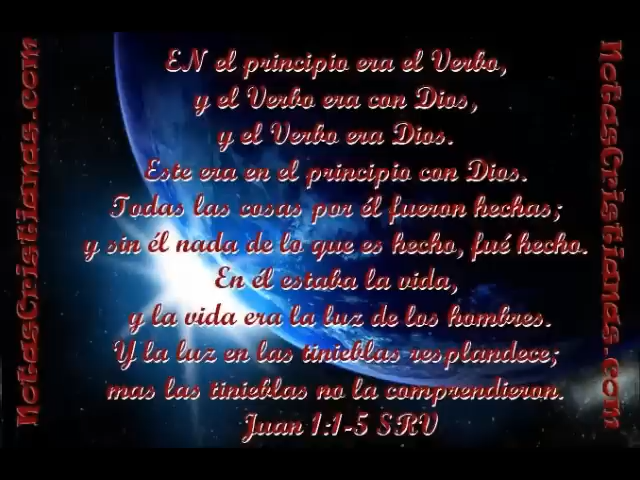 NotasCristianas.com
EN el principio era el Verbo,
y el Verbo era con Dios,
y el Verbo era Dios.
Este era en el principio con Dios.
Todas las cosas por él fueron hechas;
y sin él nada de lo que es hecho, fué hecho.
En él estaba la vida,
y la vida era la luz de los hombres.
Y la luz en las tinieblas resplandece;
mas las tinieblas no la comprendieron.
Juan 1:1-5 SRV
NotasCristianas.com